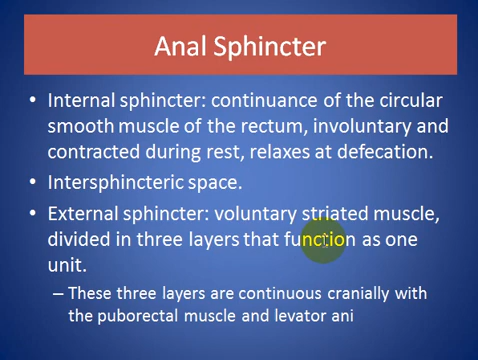 Anal Sphincter
• Internal sphincter: continuance of the circular
smooth muscle of the rectum, involuntary and
contracted during rest, relaxes at defecation.
• Intersphincteric space.
• External sphincter: voluntary striated muscle,
divided in three layers that function as one
unit.
– These three layers are continuous cranially with
the puborectal muscle and levator ani